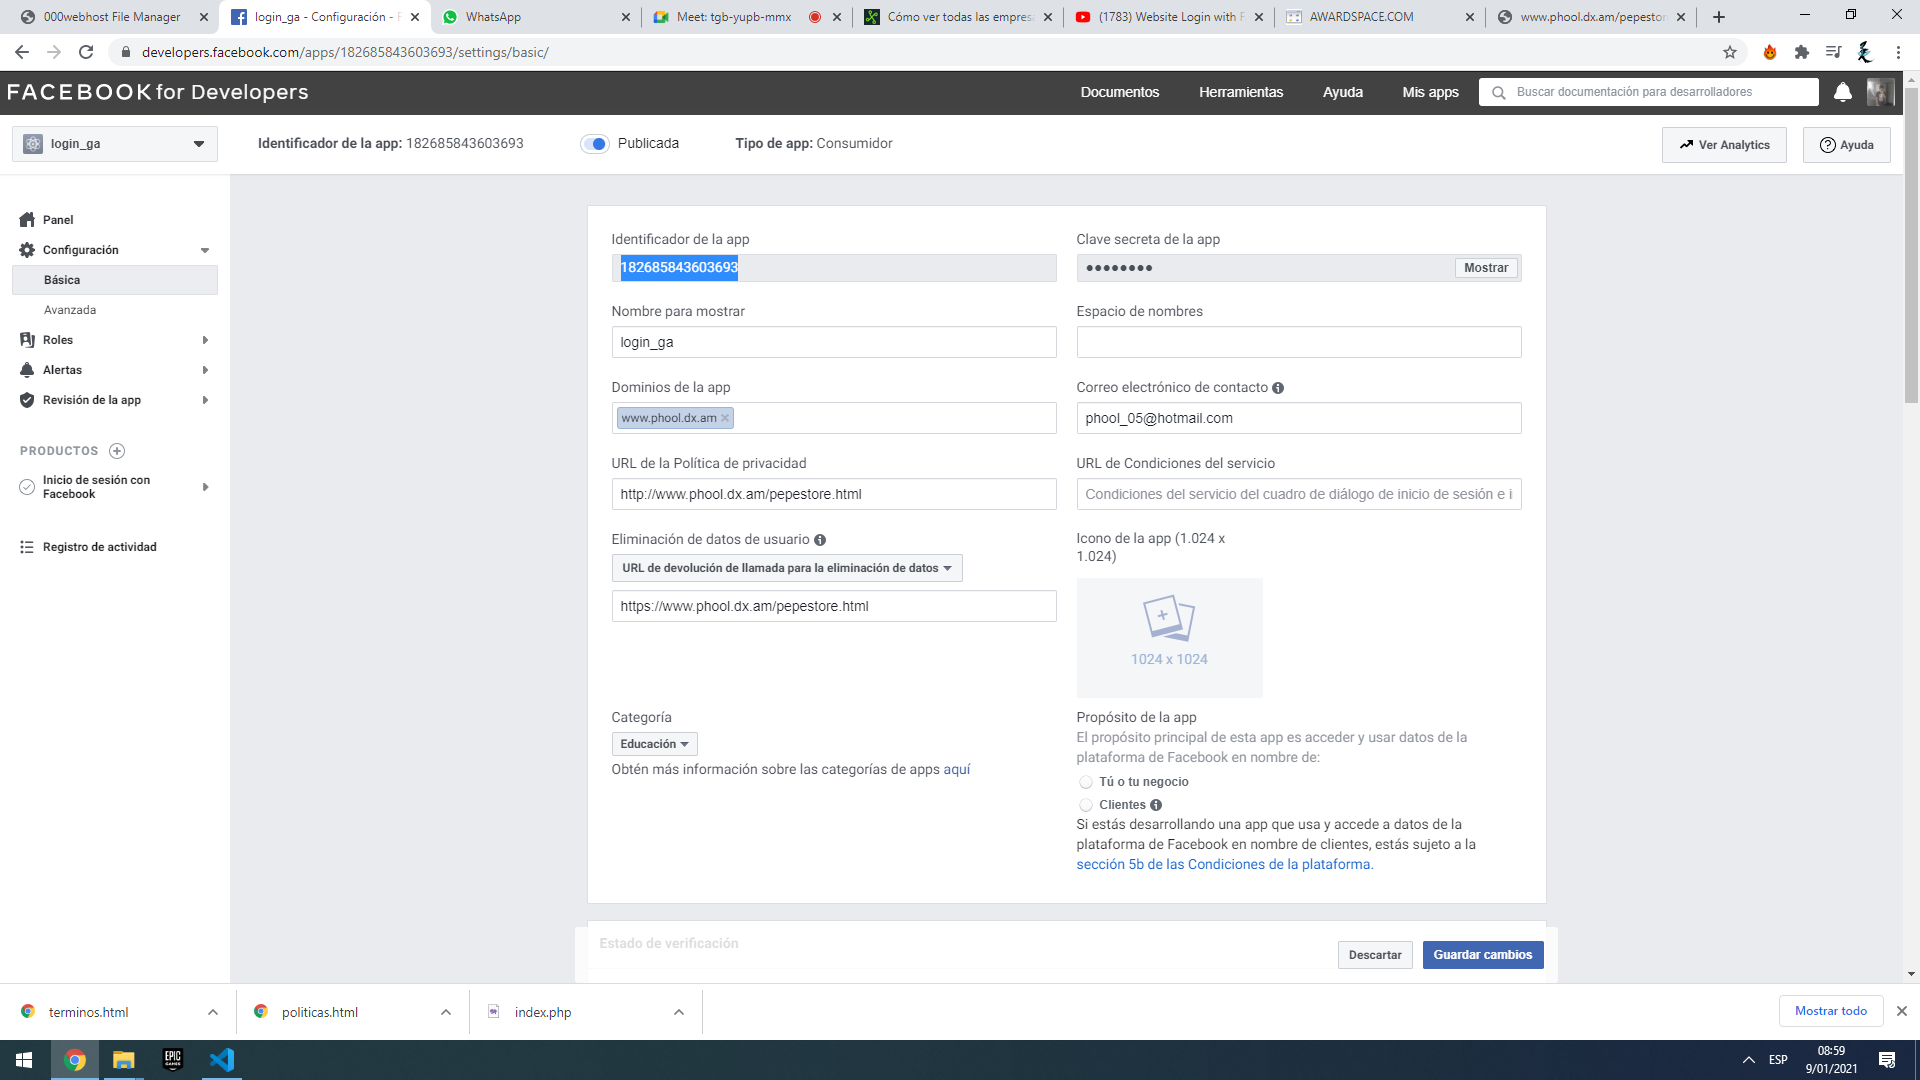 000webhost File Manager
login_ga - Configuración - F
WhatsApp
Meet: tgb-yupb-mmx
Cómo ver todas las empresa
(1783) Website Login with F
AWARDSPACE.COM
www.phool.dx.am/pepestor
developers.facebook.com/apps/182685843603693/settings/basic/
FACEBOOK for Developers
Documentos
Herramientas
Ayuda
Mis apps
Buscar documentación para desarrolladores
login_ga
Identificador de la app: 182685843603693
Publicada
Tipo de app: Consumidor
Ver Analytics
Ayuda
Panel
Configuración
Básica
Avanzada
Roles
Alertas
Revisión de la app
PRODUCTOS
Inicio de sesión con
Facebook
Registro de actividad
Identificador de la app
182685843603693
Clave secreta de la app
Mostrar
Nombre para mostrar
login_ga
Espacio de nombres
Dominios de la app
www.phool.dx.am
Correo electrónico de contacto
phool_05@hotmail.com
URL de la Política de privacidad
http://www.phool.dx.am/pepestore.html
URL de Condiciones del servicio
Condiciones del servicio del cuadro de diálogo de inicio de sesión e i
Eliminación de datos de usuario
URL de devolución de llamada para la eliminación de datos
https://www.phool.dx.am/pepestore.html
Icono de la app (1.024 x
1.024)
1024 x 1024
Categoría
Educación
Obtén más información sobre las categorías de apps aquí
Propósito de la app
El propósito principal de esta app es acceder y usar datos de la
plataforma de Facebook en nombre de:
Tú o tu negocio
Clientes
Si estás desarrollando una app que usa y accede a datos de la
plataforma de Facebook en nombre de clientes, estás sujeto a la
sección 5b de las Condiciones de la plataforma.
Estado de verificación
Descartar
Guardar cambios
terminos.html
politicas.html
index.php
Mostrar todo
EPIC
GAMES
ESP
08:59
9/01/2021